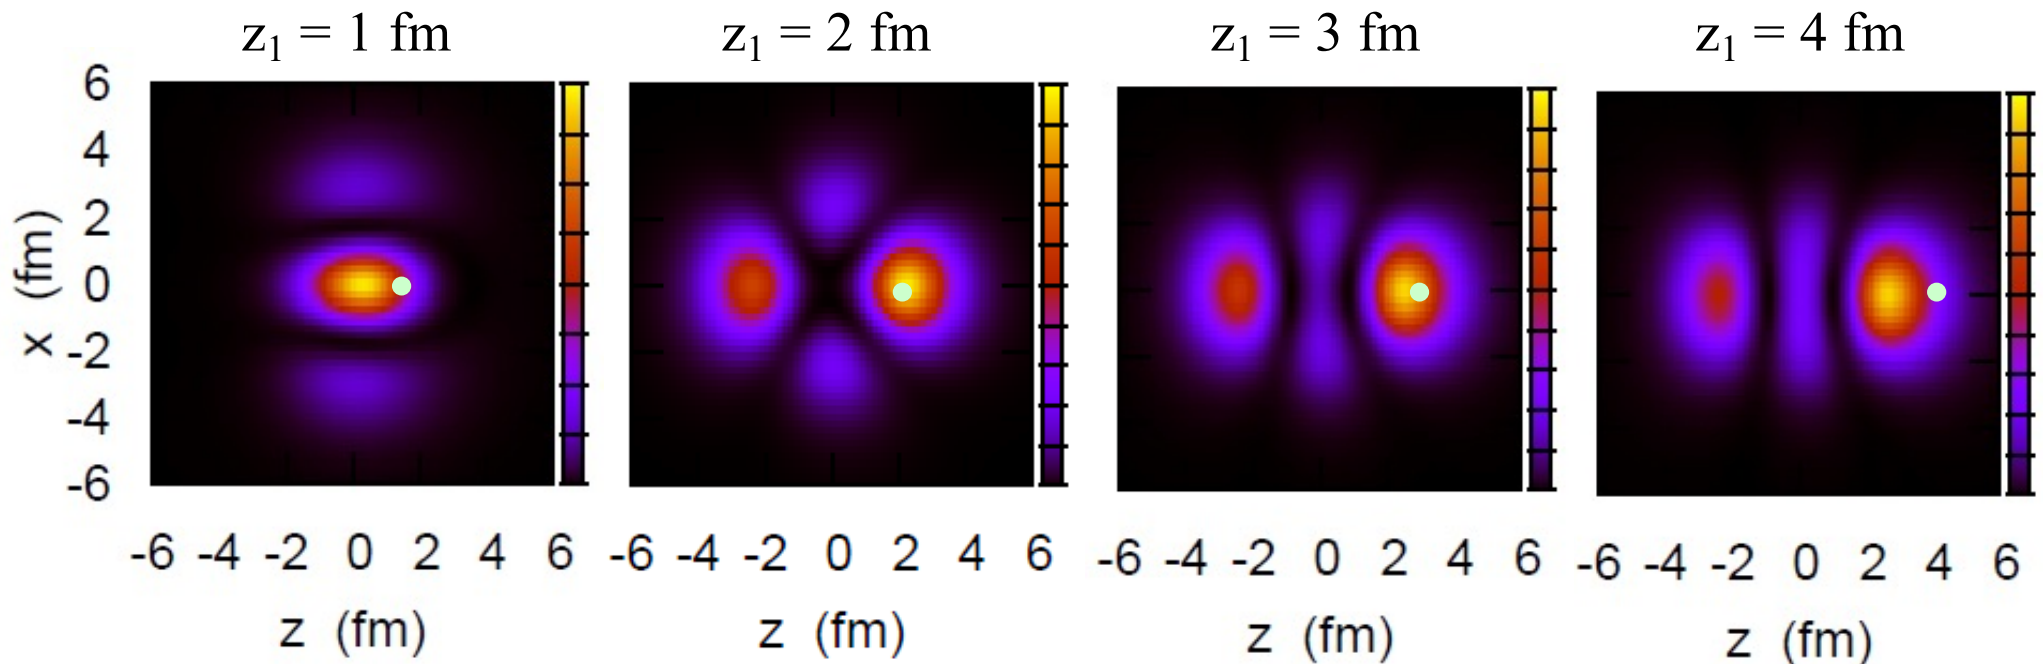 z₁ = 1 fm z₁ = 2 fm z₁ = 3 fm z₁ = 4 fm
6
4
2
0
-2
-4
-6
x (fm)
-6 -4 -2 0 2 4 6 -6 -4 -2 0 2 4 6 -6 -4 -2 0 2 4 6 -6 -4 -2 0 2 4 6
z (fm) z (fm) z (fm) z (fm)